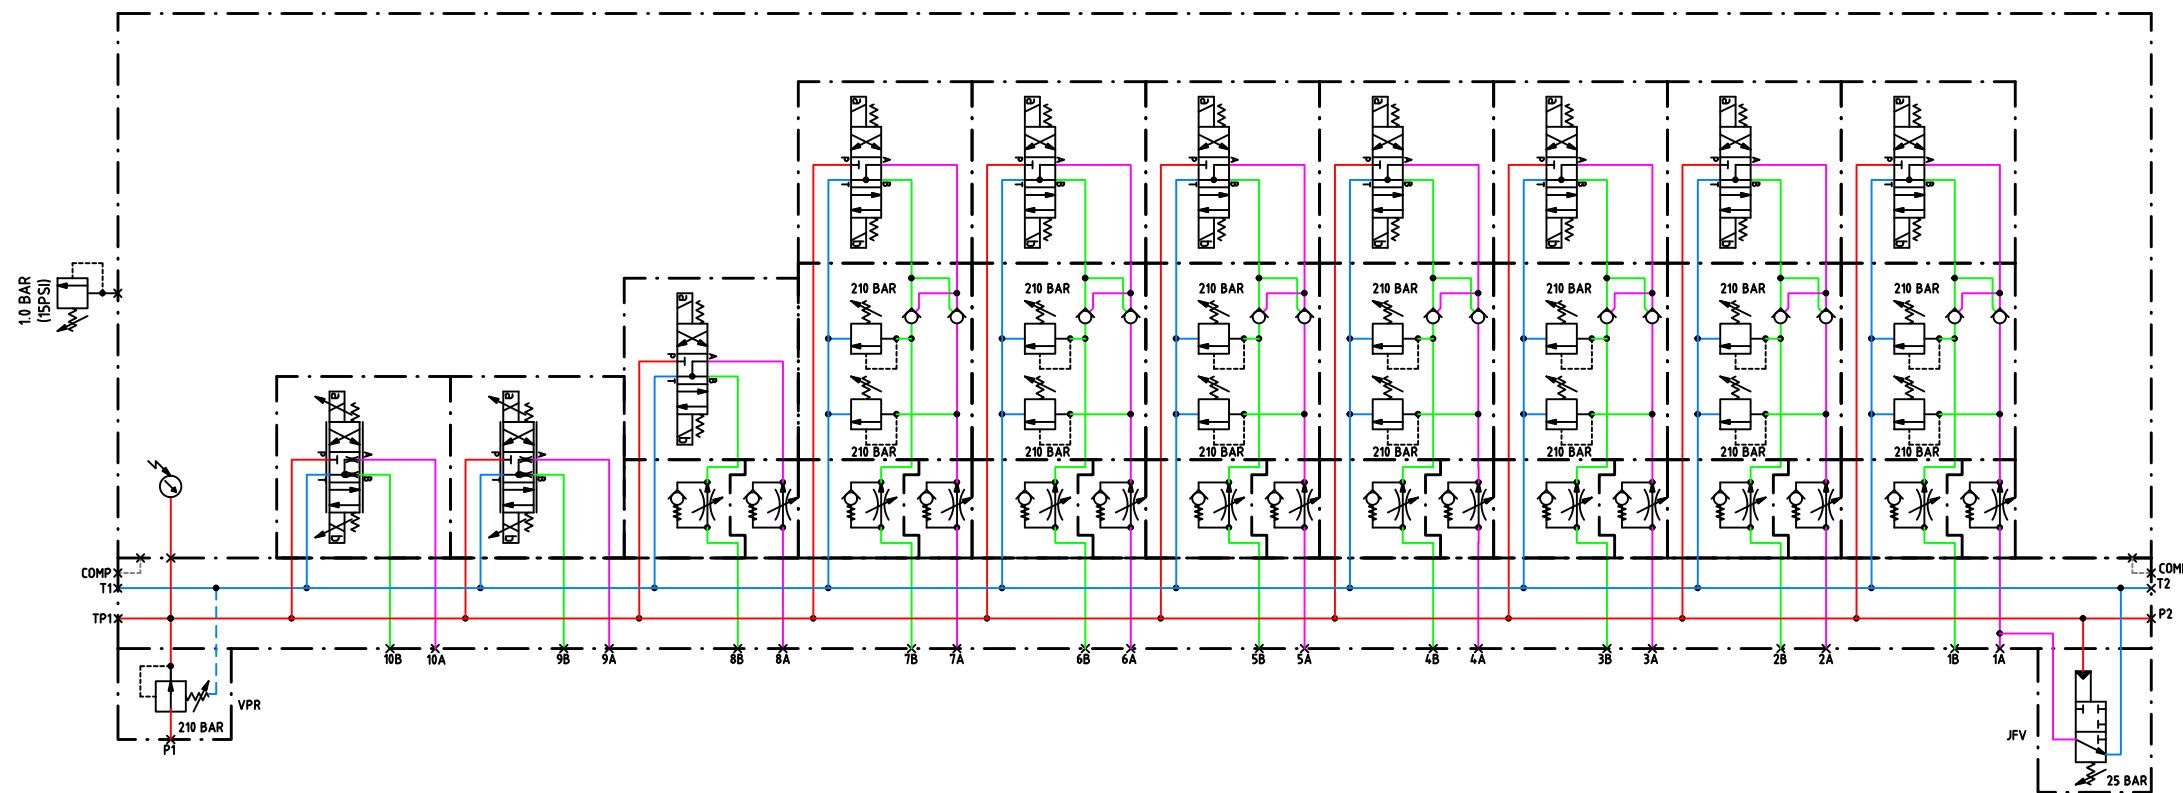 a a a a a a a
P A P A P A P A P A P A P A
T B T B T B T B T B T B T B
b b b b b b b
1.0 BAR
(15PSI)
210 BAR 210 BAR 210 BAR 210 BAR 210 BAR 210 BAR 210 BAR
a
P A
T B
b
a a
210 BAR 210 BAR 210 BAR 210 BAR 210 BAR 210 BAR 210 BAR
P A P A
T B T B
b b
COMP
COM
T1
T2
TP1
P2
10B 10A 9B 9A 8B 8A 7B 7A 6B 6A 5B 5A 4B 4A 3B 3A 2B 2A 1B 1A
VPR
210 BAR
P1
JFV
25 BAR